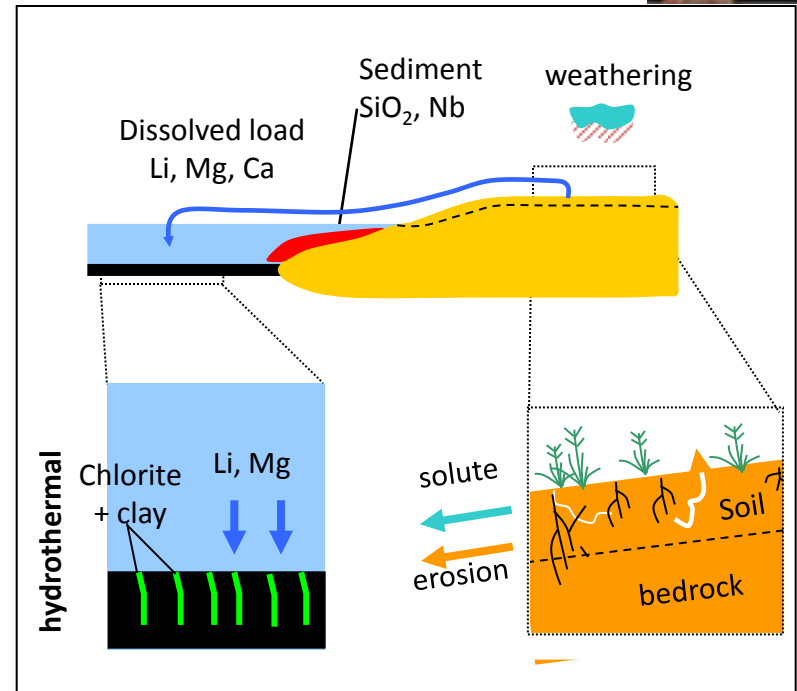 Sediment
SiO₂, Nb
weathering
Dissolved load
Li, Mg, Ca
hydrothermal
Chlorite
+ clay
Li, Mg
solute
erosion
Soil
bedrock